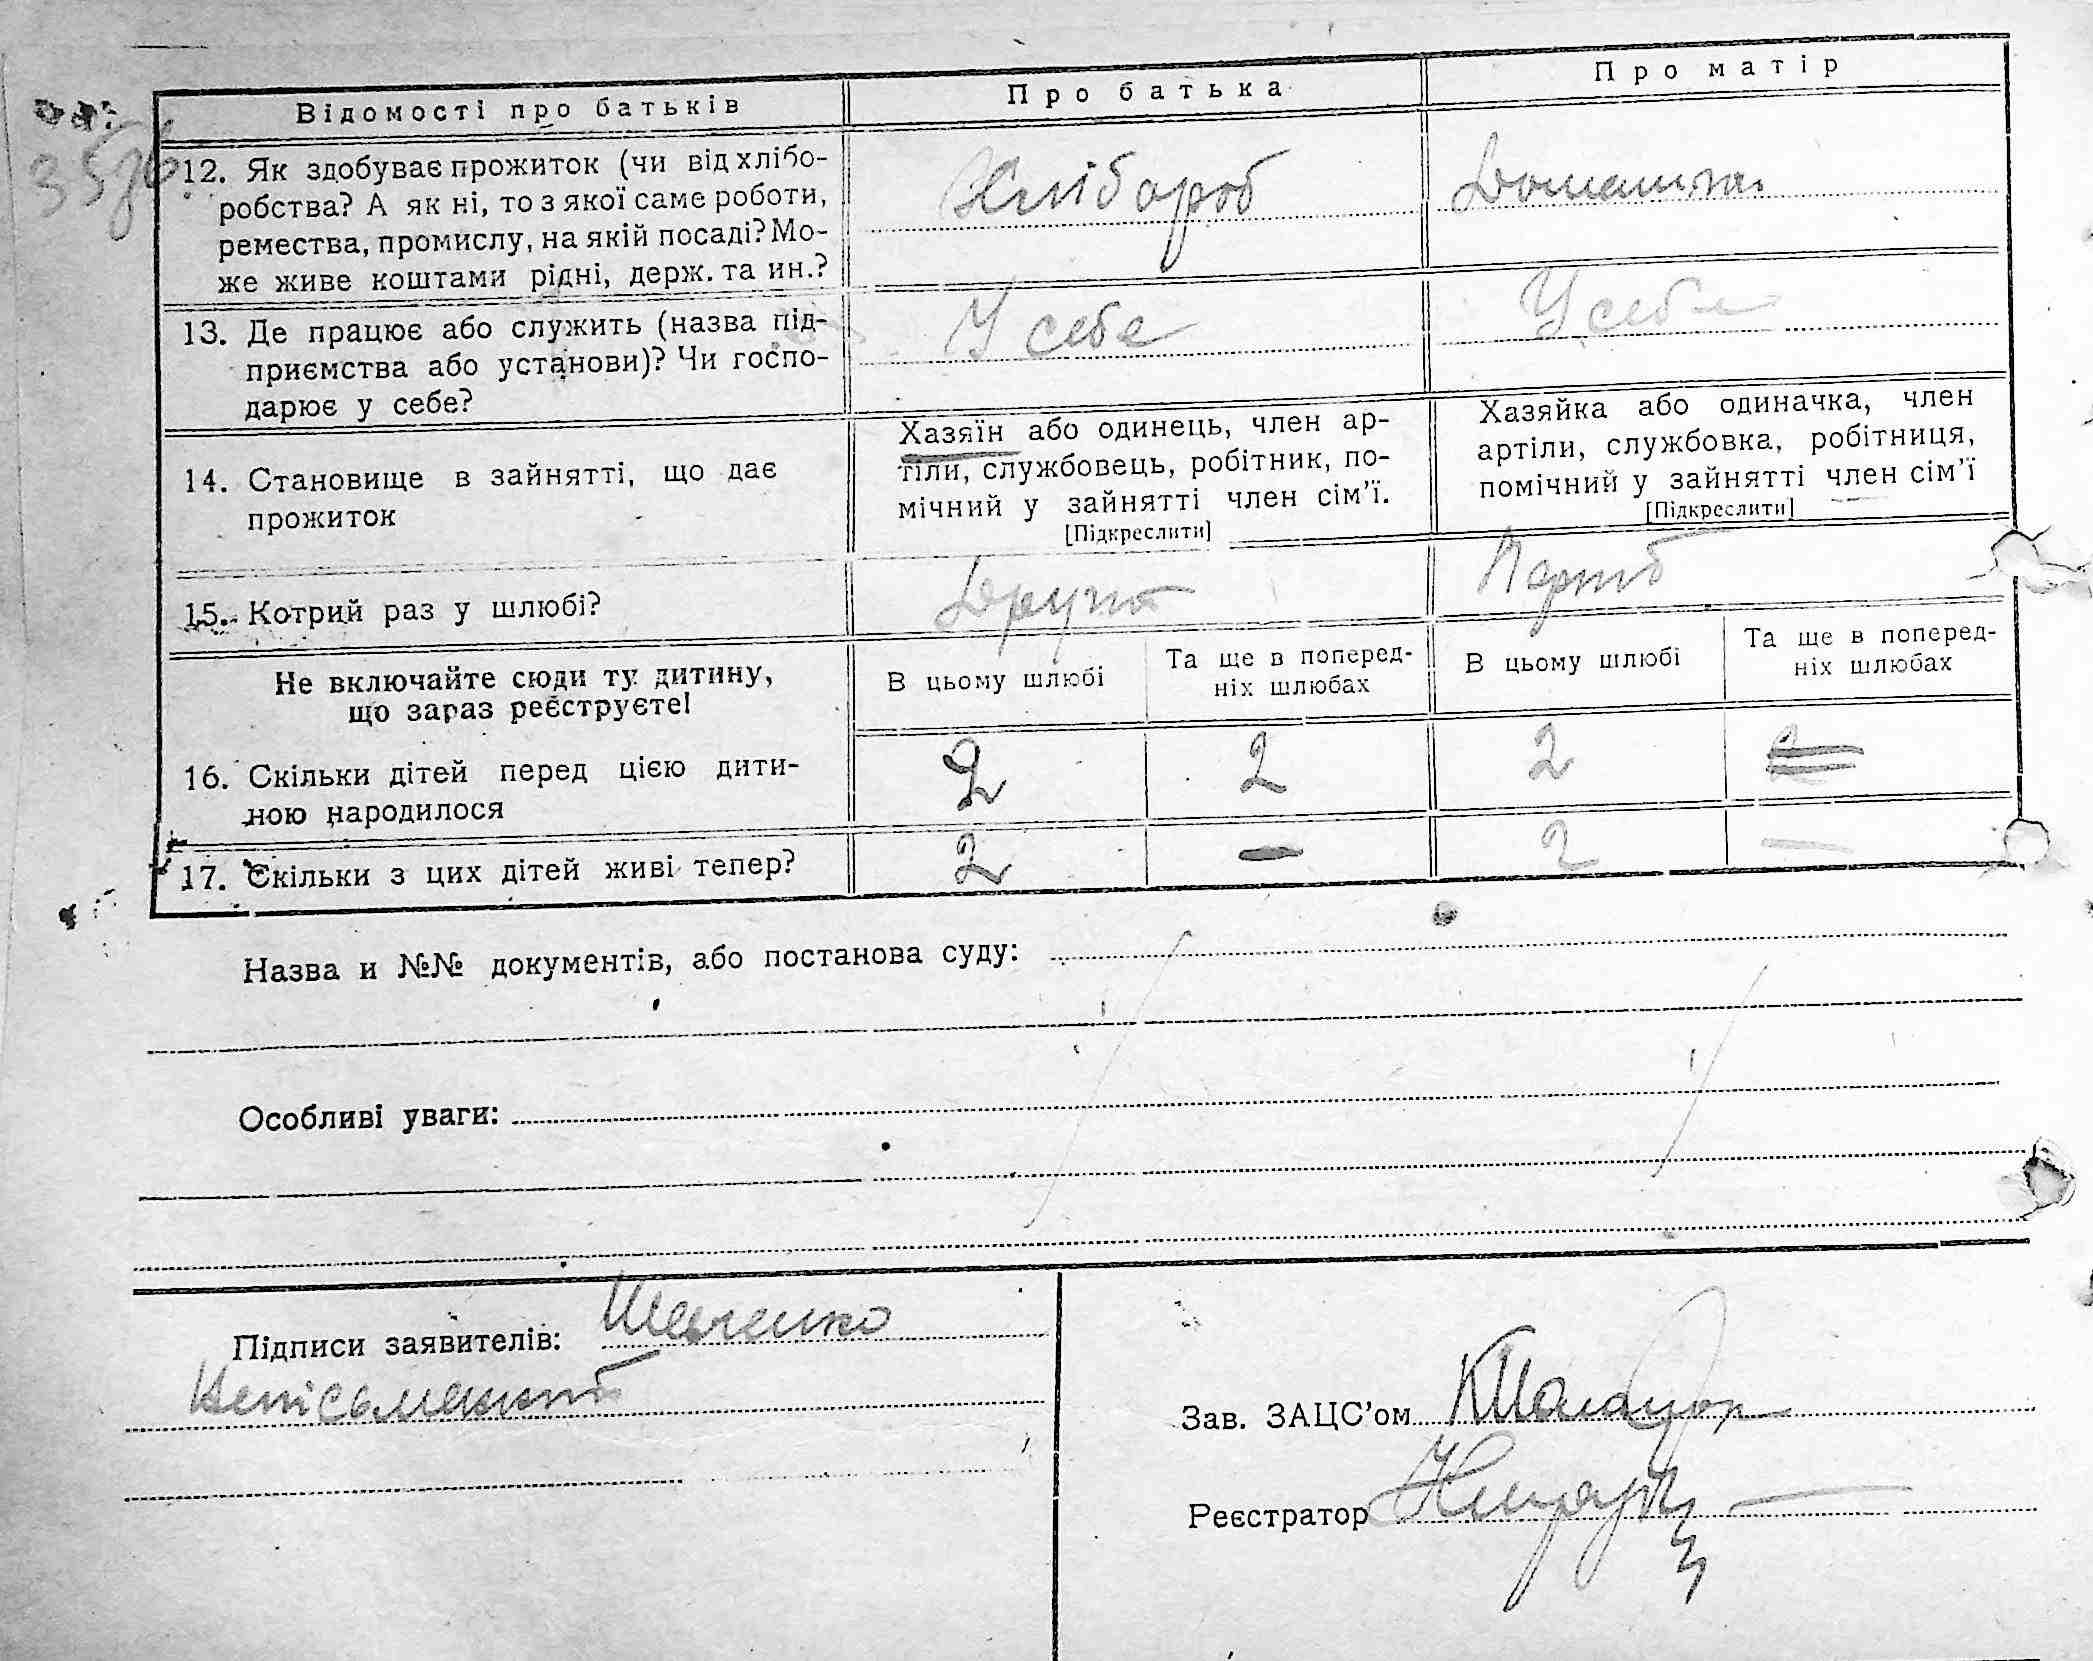 Відомості про батьків
Про батька
Про матір
12. Як здобуває прожиток (чи від хлібо-
робства? А як ні, то з якої саме роботи,
ремества, промислу, на якій посаді? Мо-
же живе коштами рідні, держ. та ин.?
Хлібороб
Домашня
13. Де працює або служить (назва під-
приємства або установи)? Чи госпо-
дарює у себе?
У себе
У себе
14. Становище в зайнятті, що дає
прожиток
Хазяїн або одинець, член ар-
тіли, службовець, робітник, по-
мічний у зайнятті член сім’ї.
[Підкреслити]
Хазяйка або одиначка, член
артіли, службовка, робітниця,
помічний у зайнятті член сім’ї
[Підкреслити]
15. Котрий раз у шлюбі?
Не включайте сюди ту дитину,
що зараз реєструєте!
В цьому шлюбі
Та ще в поперед-
ніх шлюбах
В цьому шлюбі
Та ще в поперед-
ніх шлюбах
16. Скільки дітей перед цією дити-
ною народилося
2
2
2
17. Скільки з цих дітей живі тепер?
2
—
2
—
Назва и №№ документів, або постанова суду:
Особливі уваги:
Підписи заявителів:
Зав. ЗАЦС’ом
Реєстратор